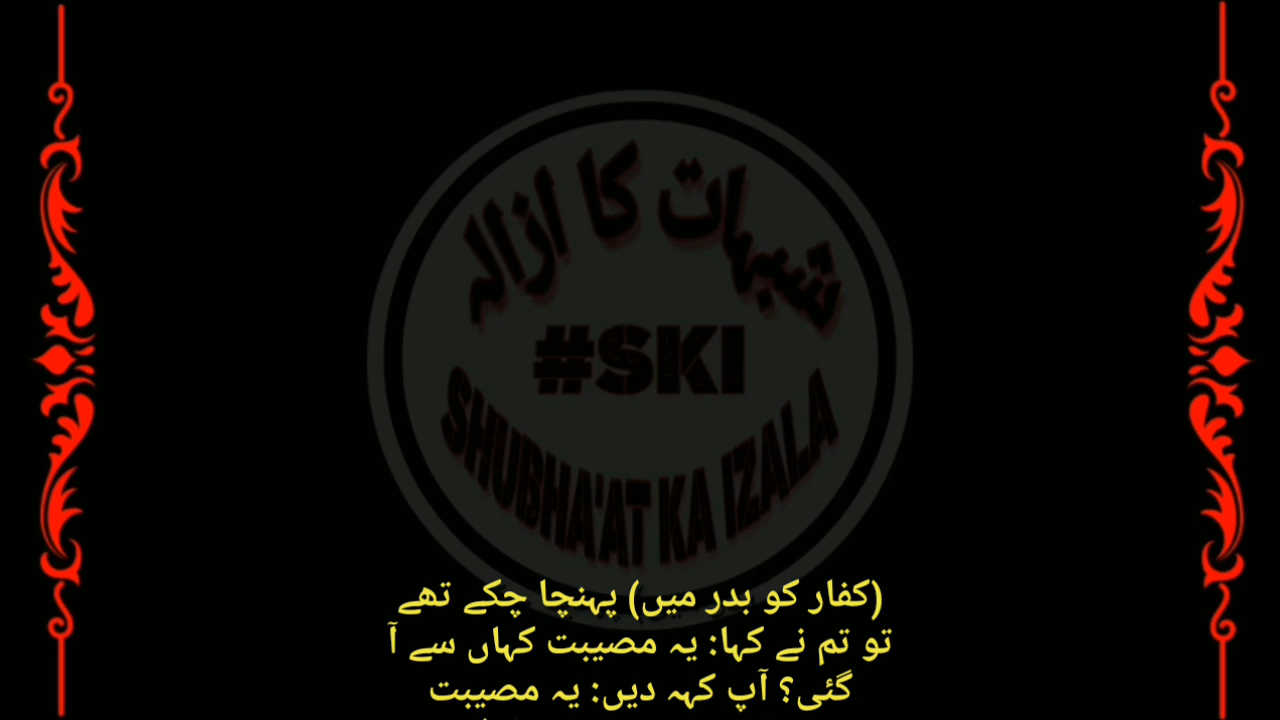 شبہات کا ازالہ
#SKI
SHUBHA'AT KA IZALA
(کفار کو بدر میں) پہنچا چکے تھے
تو تم نے کہا: یہ مصیبت کہاں سے آ
گئی؟ آپ کہہ دیں: یہ مصیبت